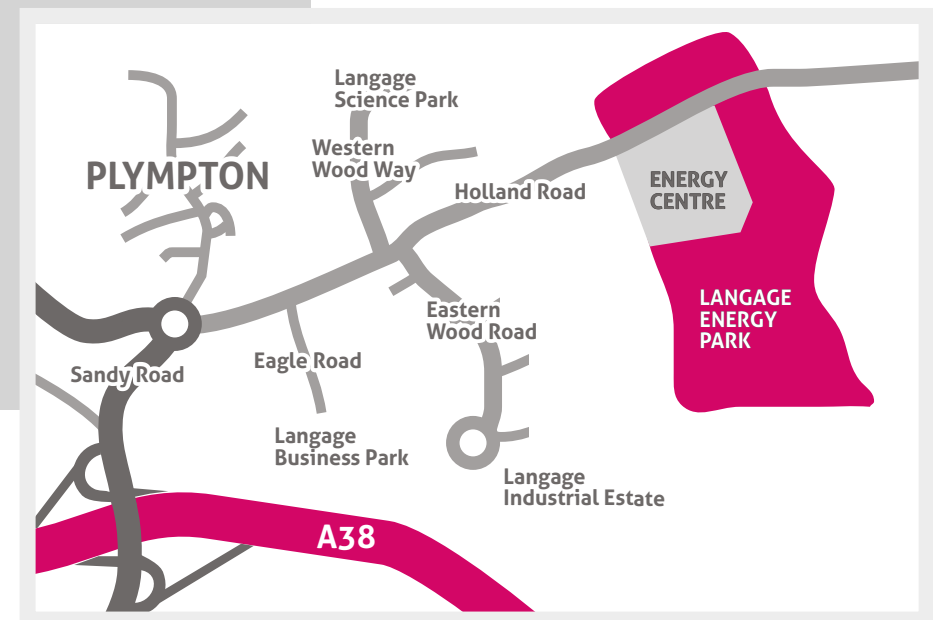 Langage
Science Park
Western
Wood Way
PLYMPTON
Holland Road
ENERGY
CENTRE
LANGAGE
ENERGY
PARK
Eastern
Wood Road
Eagle Road
Sandy Road
Langage
Business Park
Langage
Industrial Estate
A38